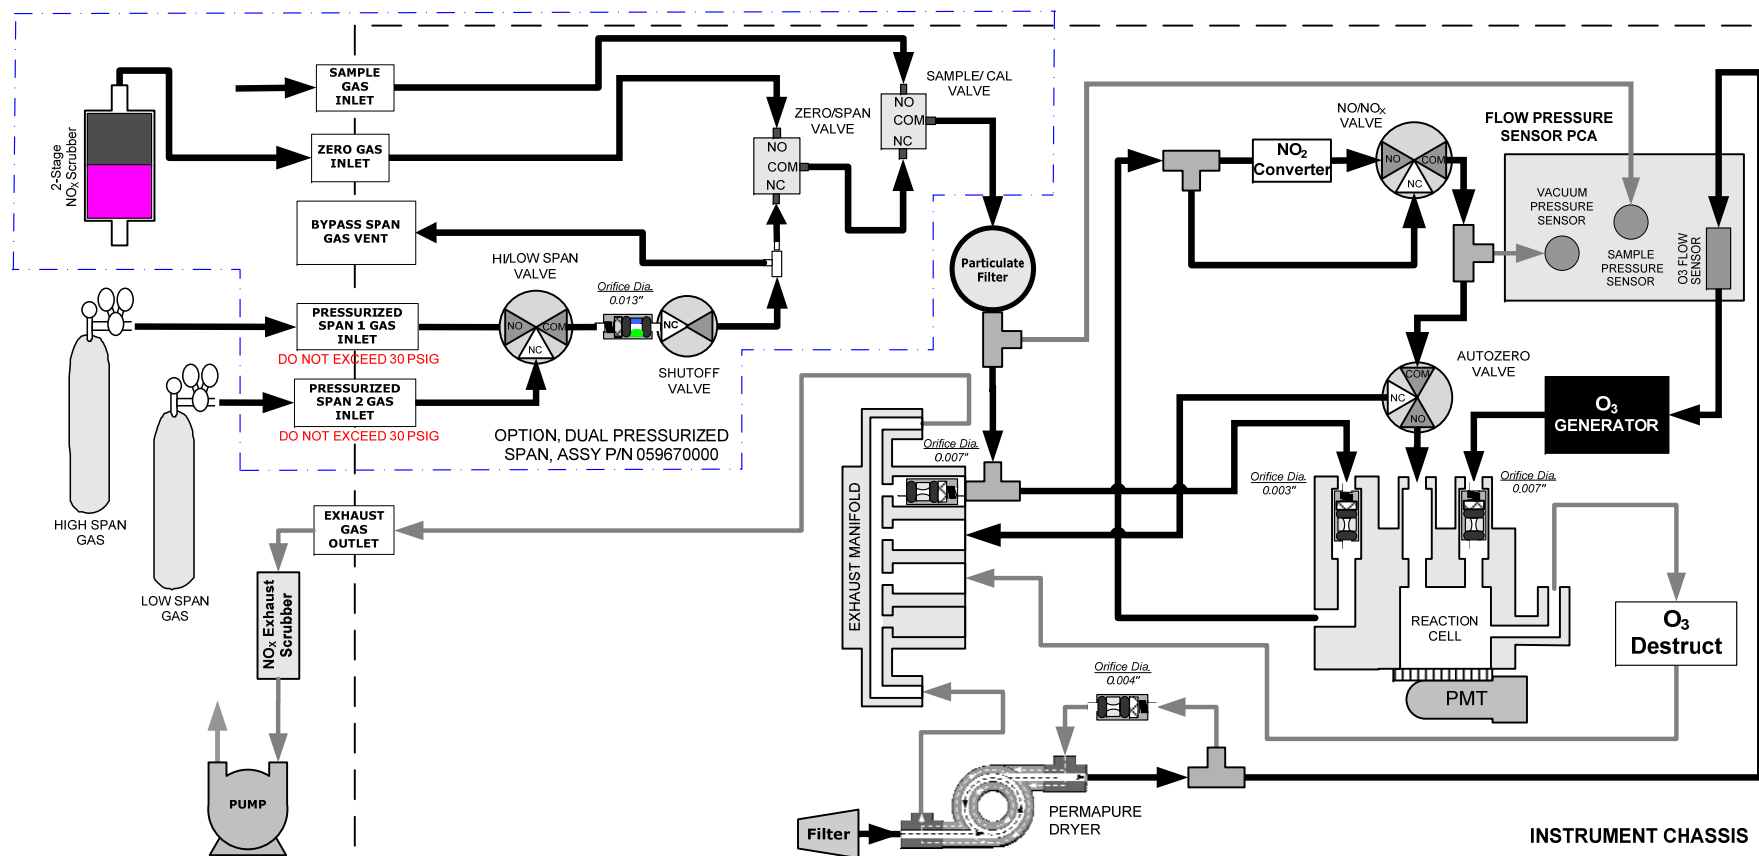 SAMPLE
GAS
INLET
2-Stage
NOX Scrubber
ZERO GAS
INLET
BYPASS SPAN
GAS VENT
PRESSURIZED
SPAN 1 GAS
INLET
DO NOT EXCEED 30 PSIG
PRESSURIZED
SPAN 2 GAS
INLET
DO NOT EXCEED 30 PSIG
HIGH SPAN
GAS
LOW SPAN
GAS
HI/LOW SPAN
VALVE
NO
COM
NC
Orifice Dia.
0.013"
NC
SHUTOFF
VALVE
ZERO/SPAN
VALVE
NO
COM
NC
SAMPLE/ CAL
VALVE
NO
COM
NC
OPTION, DUAL PRESSURIZED
SPAN, ASSY P/N 059670000
EXHAUST
GAS
OUTLET
NOx Exhaust
Scrubber
PUMP
Particulate
Filter
Orifice Dia.
0.007"
EXHAUST MANIFOLD
NO2
Converter
NO/NOX
VALVE
NO
COM
NC
FLOW PRESSURE
SENSOR PCA
VACUUM
PRESSURE
SENSOR
SAMPLE
PRESSURE
SENSOR
O3 FLOW
SENSOR
AUTOZERO
VALVE
COM
NC
NO
O3
GENERATOR
Orifice Dia.
0.003"
Orifice Dia.
0.007"
REACTION
CELL
PMT
O3
Destruct
Orifice Dia.
0.004"
PERMAPURE
DRYER
Filter
INSTRUMENT CHASSIS